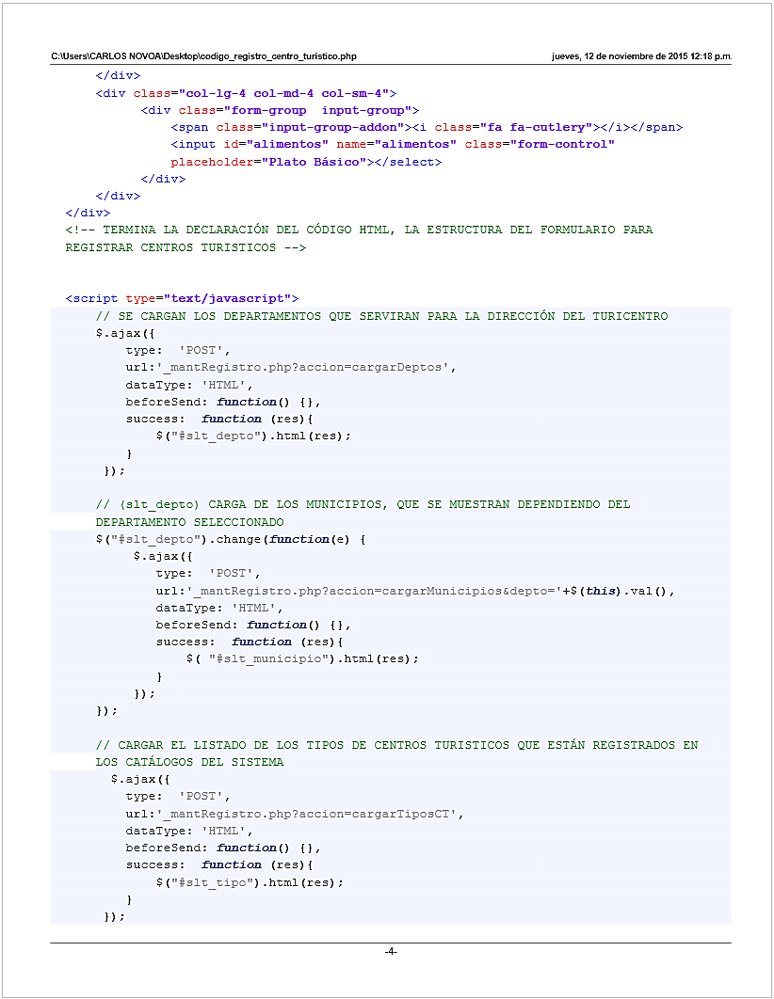 C:\Users\CARLOS NOVOA\Desktop\codigo_registro_centro_turistico.php jueves, 12 de noviembre de 2015 12:18 p.m.
</div>
<div class="col-lg-4 col-md-4 col-sm-4">
<div class="form-group  input-group">
<span class="input-group-addon"><i class="fa fa-cutlery"></i></span>
<input id="alimentos" name="alimentos" class="form-control"
placeholder="Plato Básico"></select>
</div>
</div>
</div>
<!-- TERMINA LA DECLARACIÓN DEL CÓDIGO HTML, LA ESTRUCTURA DEL FORMULARIO PARA
REGISTRAR CENTROS TURISTICOS -->
<script type="text/javascript">
// SE CARGAN LOS DEPARTAMENTOS QUE SERVIRAN PARA LA DIRECCIÓN DEL TURICENTRO
$.ajax({
type:  'POST',
url:'_mantRegistro.php?accion=cargarDeptos',
dataType: 'HTML',
beforeSend: function() {},
success:  function (res){
$("#slt_depto").html(res);
}
});
// (slt_depto) CARGA DE LOS MUNICIPIOS, QUE SE MUESTRAN DEPENDIENDO DEL
DEPARTAMENTO SELECCIONADO
$("#slt_depto").change(function(e) {
$.ajax({
type:  'POST',
url:'_mantRegistro.php?accion=cargarMunicipios&depto='+$(this).val(),
dataType: 'HTML',
beforeSend: function() {},
success:  function (res){
$( "#slt_municipio").html(res);
}
});
});
// CARGAR EL LISTADO DE LOS TIPOS DE CENTROS TURISTICOS QUE ESTÁN REGISTRADOS EN
LOS CATÁLOGOS DEL SISTEMA
$.ajax({
type:  'POST',
url:'_mantRegistro.php?accion=cargarTiposCT',
dataType: 'HTML',
beforeSend: function() {},
success:  function (res){
$("#slt_tipo").html(res);
}
});
-4-